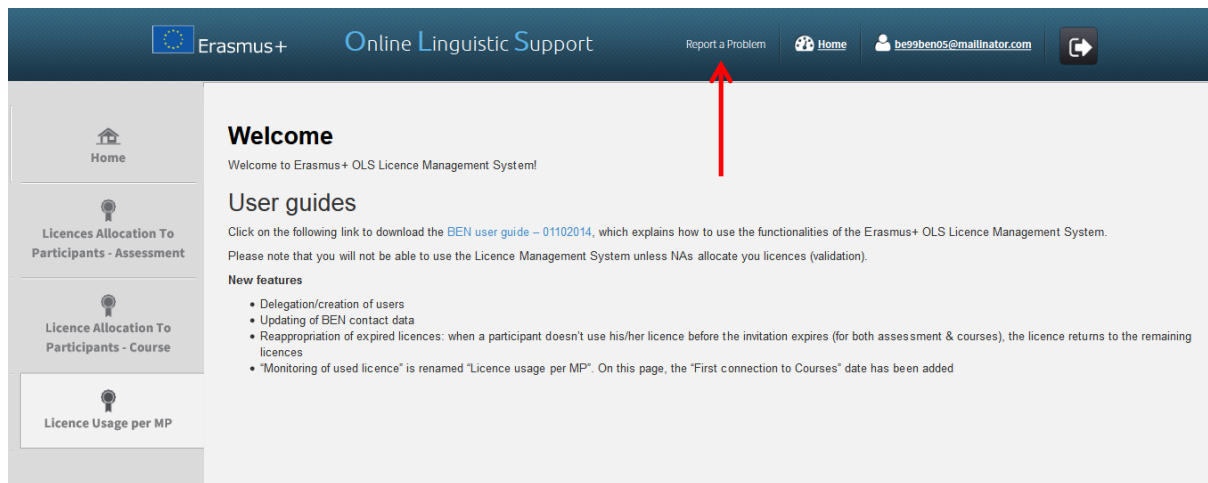 Erasmus+
Online Linguistic Support
Report a Problem
Home
be99ben05@mailinator.com
Home
Licences Allocation To
Participants - Assessment
Licence Allocation To
Participants - Course
Licence Usage per MP
Welcome
Welcome to Erasmus+ OLS Licence Management System!
User guides
Click on the following link to download the BEN user guide – 01102014, which explains how to use the functionalities of the Erasmus+ OLS Licence Management System.
Please note that you will not be able to use the Licence Management System unless NAs allocate you licences (validation).
New features
• Delegation/creation of users
• Updating of BEN contact data
• Reappropriation of expired licences: when a participant doesn't use his/her licence before the invitation expires (for both assessment & courses), the licence returns to the remaining
licences
• “Monitoring of used licence” is renamed “Licence usage per MP”. On this page, the “First connection to Courses” date has been added